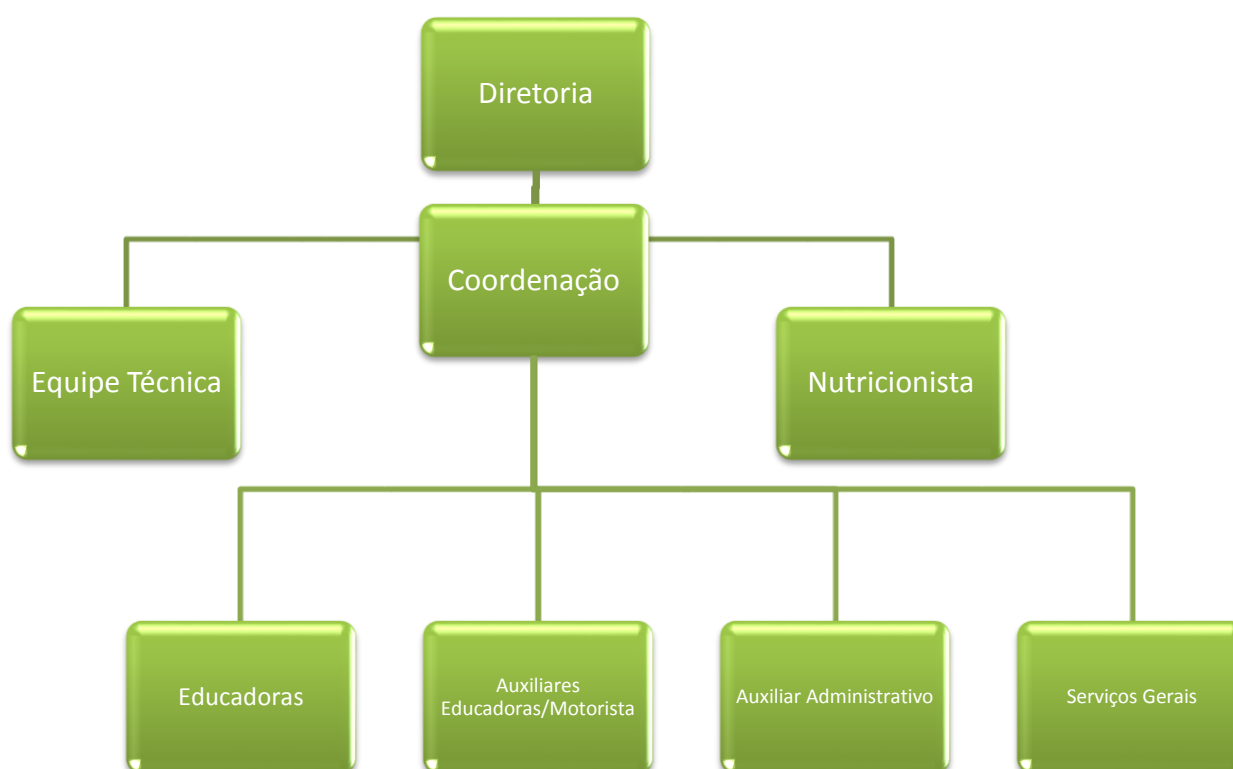 Diretoria
Coordenação
Equipe Técnica
Nutricionista
Educadoras
Auxiliares
Educadoras/Motorista
Auxiliar Administrativo
Serviços Gerais